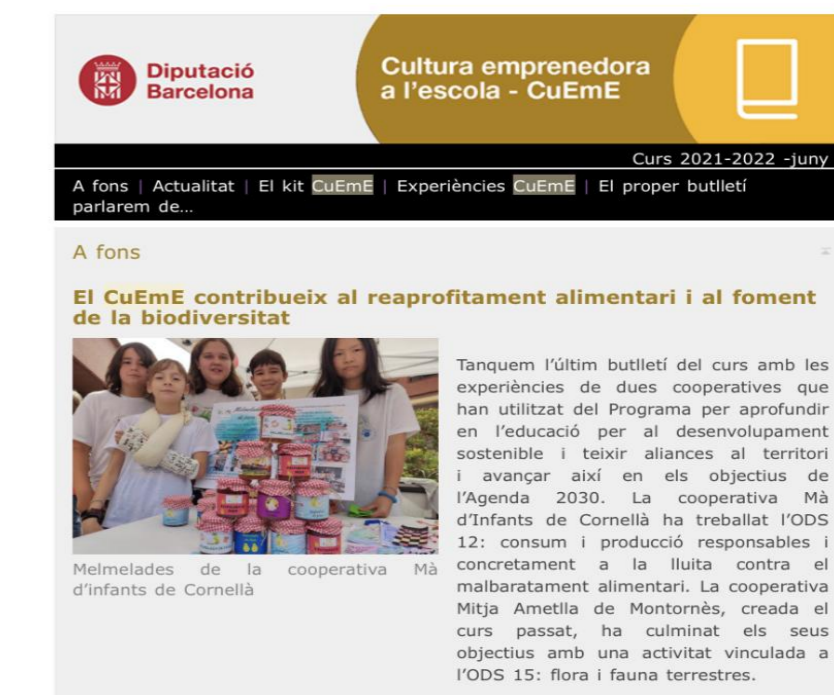 Diputació
Barcelona
Cultura emprenedora
a l'escola - CuEmE
Curs 2021-2022 -juny
A fons | Actualitat | El kit CuEmE | Experiències CuEmE | El proper butlletí
parlarem de...
A fons
El CuEmE contribueix al reaprofitament alimentari i al foment
de la biodiversitat
Tanquem l'últim butlletí del curs amb les
experiències de dues cooperatives que
han utilitzat del Programa per aprofundir
en l'educació per al desenvolupament
sostenible i teixir aliances al territori
i avançar així en els objectius de
l'Agenda 2030. La cooperativa Mà
d'Infants de Cornellà ha treballat l'ODS
12: consum i producció responsables i
concretament a la lluita contra el
malbaratament alimentari. La cooperativa
Mitja Ametlla de Montornès, creada el
curs passat, ha culminat els seus
objectius amb una activitat vinculada a
l'ODS 15: flora i fauna terrestres.
Melmelades de la cooperativa Mà
d'infants de Cornellà